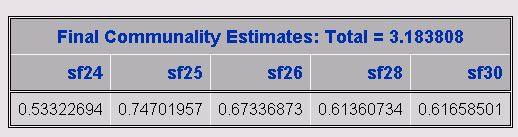 Final Communality Estimates: Total = 3.183808
sf24 sf25 sf26 sf28 sf30
0.53322694 0.74701957 0.67336873 0.61360734 0.61658501